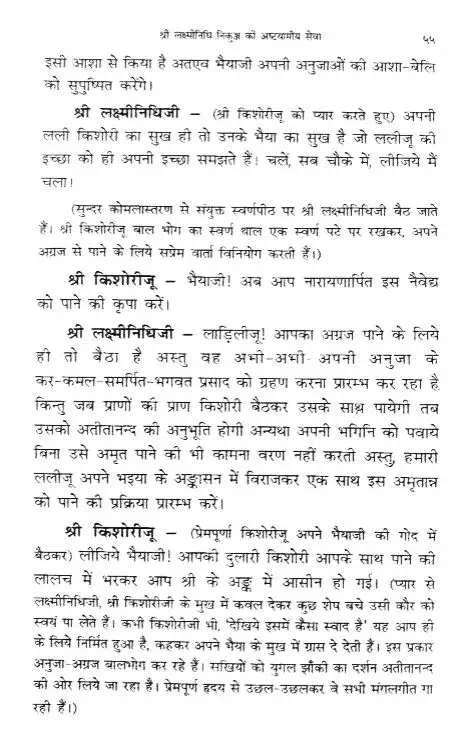 श्री लक्ष्मीनिधि निकुञ्ज की अष्टयामीय सेवा ५५
इसी आशा से किया है अतएव भैयाजी अपनी अनुजाओं की आशा-बेलि
को सुपुष्पित करेंगे।
श्री लक्ष्मीनिधिजी – (श्री किशोरीजू को प्यार करते हुए) अपनी
लली किशोरी का सुख ही तो उनके भैया का सुख है जो ललीजू की
इच्छा को ही अपनी इच्छा समझते हैं। चलें, सब चौके में, लीजिये मैं
चला।
(सुन्दर कोमलास्तरण से संयुक्त स्वर्णपीठ पर श्री लक्ष्मीनिधिजी बैठ जाते
हैं। श्री किशोरीजू बाल भोग का स्वर्ण थाल एक स्वर्ण पटे पर रखकर, अपने
अग्रज से पाने के लिये सप्रेम वार्ता विनियोग करती हैं।)
श्री किशोरीजू – भैयाजी! अब आप नारायणार्पित इस नैवेद्य
को पाने की कृपा करें।
श्री लक्ष्मीनिधिजी – लाड़िलीजू! आपका अग्रज पाने के लिये
ही तो बैठा है अस्तु वह अभी-अभी अपनी अनुजा के
कर-कमल-समर्पित-भगवत प्रसाद को ग्रहण करना प्रारम्भ कर रहा है
किन्तु जब प्राणों की प्राण किशोरी बैठकर उसके साथ पायेगी तब
उसको अतीतानन्द की अनुभूति होगी अन्यथा अपनी भगिनि को पवाये
बिना उसे अमृत पाने की भी कामना वरण नहीं करती अस्तु, हमारी
ललीजू अपने भइया के अङ्कासन में विराजकर एक साथ इस अमृतान्न
को पाने की प्रक्रिया प्रारम्भ करें।
श्री किशोरीजू – (प्रेमपूर्णा किशोरीजू अपने भैयाजी की गोद में
बैठकर) लीजिये भैयाजी! आपकी दुलारी किशोरी आपके साथ पाने की
लालच में भरकर आप श्री के अङ्क में आसीन हो गई। (प्यार से
लक्ष्मीनिधिजी, श्री किशोरीजी के मुख में कवल देकर कुछ शेष बचे उसी कौर को
स्वयं पा लेते हैं। कभी किशोरीजी भी, 'देखिये इसमें कैसा स्वाद है' यह आप ही
के लिये निर्मित हुआ है, कहकर अपने भैया के मुख में ग्रास दे देती हैं। इस प्रकार
अनुजा-अग्रज बालभोग कर रहे हैं। सखियों को युगल झाँकी का दर्शन अतीतानन्द
की ओर लिये जा रहा है। प्रेमपूर्ण हृदय से उछल-उछलकर वे सभी मंगलगीत गा
रही हैं।)